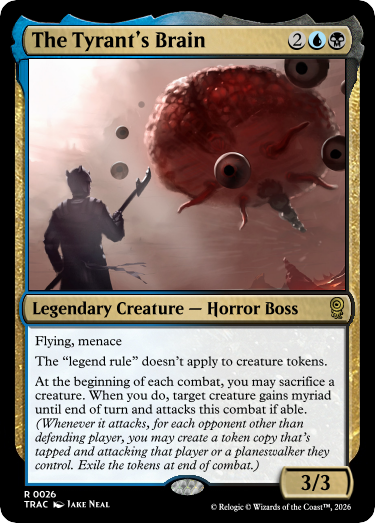 The Tyrant's Brain 2
Legendary Creature — Horror Boss
Flying, menace
The “legend rule” doesn't apply to creature tokens.
At the beginning of each combat, you may sacrifice a
creature. When you do, target creature gains myriad
until end of turn and attacks this combat if able.
(Whenever it attacks, for each opponent other than
defending player, you may create a token copy that's
tapped and attacking that player or a planeswalker they
control. Exile the tokens at end of combat.)
3/3
R 0026
TRAC Jake Neal
© Relogic © Wizards of the Coast™, 2026